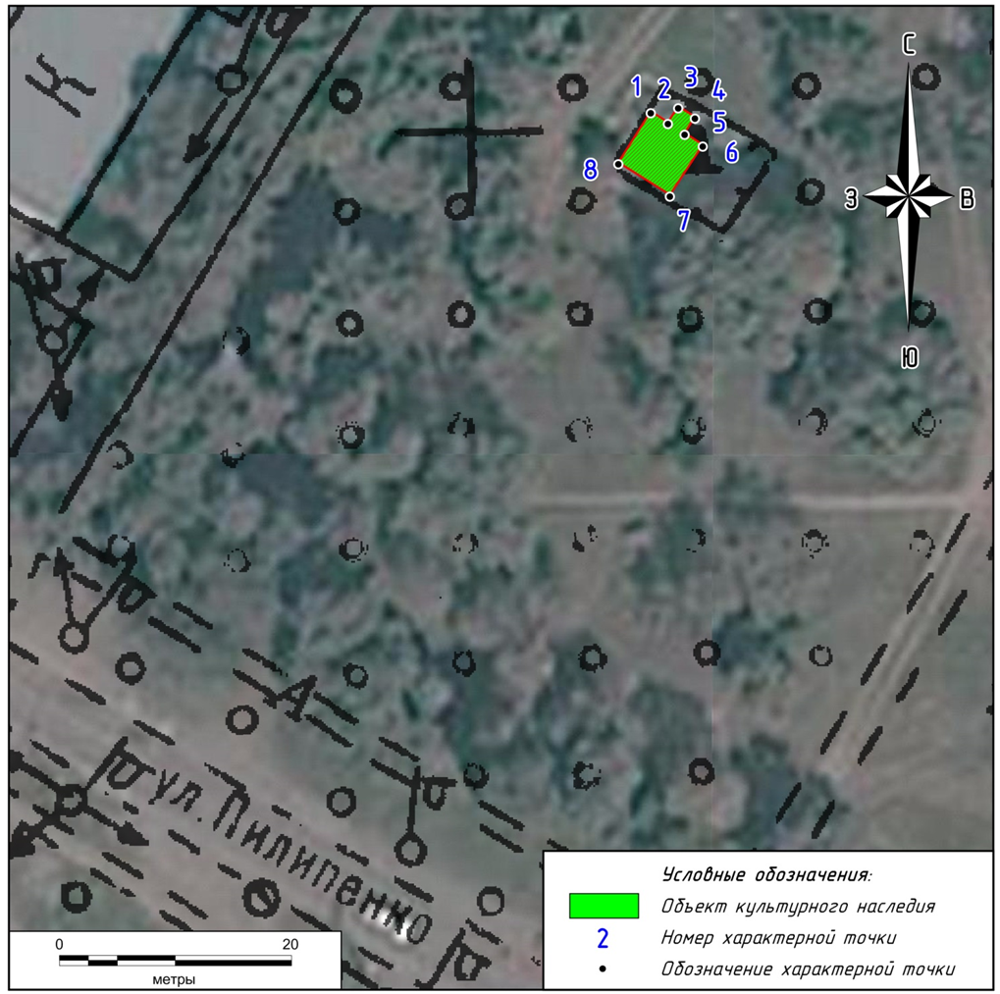 К
С
1 2 3 4
5
6
8
7
З В
Ю
А
ул. Пилипенко
Условные обозначения:
Объект культурного наследия
2 Номер характерной точки
Обозначение характерной точки
0 20
метры